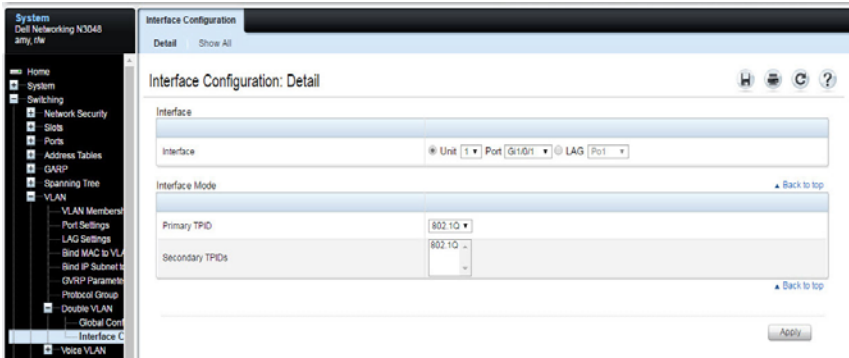 System
Dell Networking N3048
amy, r/w
Home
System
Switching
Network Security
Slots
Ports
Address Tables
GARP
Spanning Tree
VLAN
VLAN Membersh
Port Settings
LAG Settings
Bind MAC to VLA
Bind IP Subnet to
GVRP Paramete
Protocol Group
Double VLAN
Global Conf
Interface C
Voice VLAN
Interface Configuration
Detail Show All
Interface Configuration: Detail
Interface
Interface Unit 1 Port Gi1/0/1 LAG Po1
Interface Mode Back to top
Primary TPID 802.1Q
Secondary TPIDs 802.1Q
Back to top
Apply